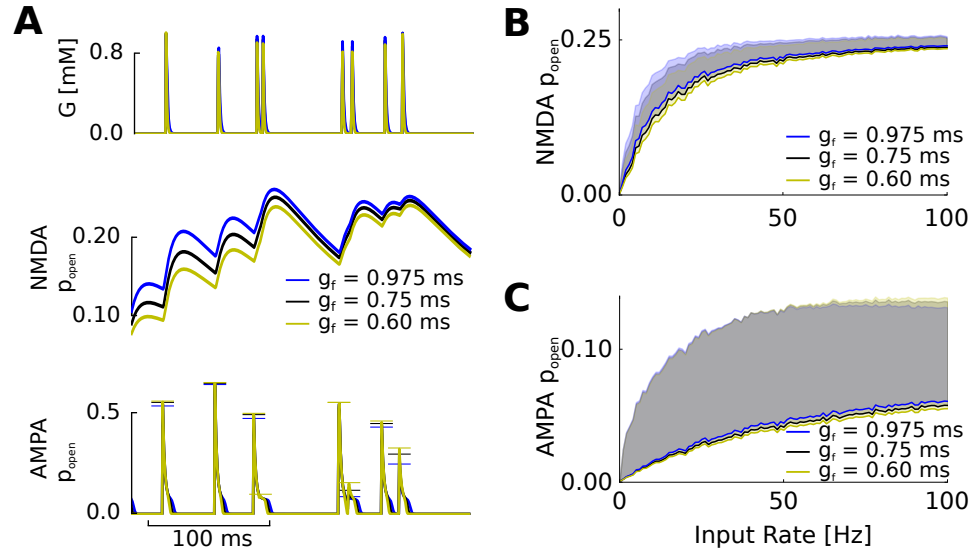 A
G [mM]
0.8
0.0
NMDA
p_open
0.20
0.10
g_f = 0.975 ms
g_f = 0.75 ms
g_f = 0.60 ms
AMPA
p_open
0.5
0.0
100 ms
B
NMDA p_open
0.25
0.00
g_f = 0.975 ms
g_f = 0.75 ms
g_f = 0.60 ms
0 50 100
C
AMPA p_open
0.10
0.00
g_f = 0.975 ms
g_f = 0.75 ms
g_f = 0.60 ms
0 50 100
Input Rate [Hz]